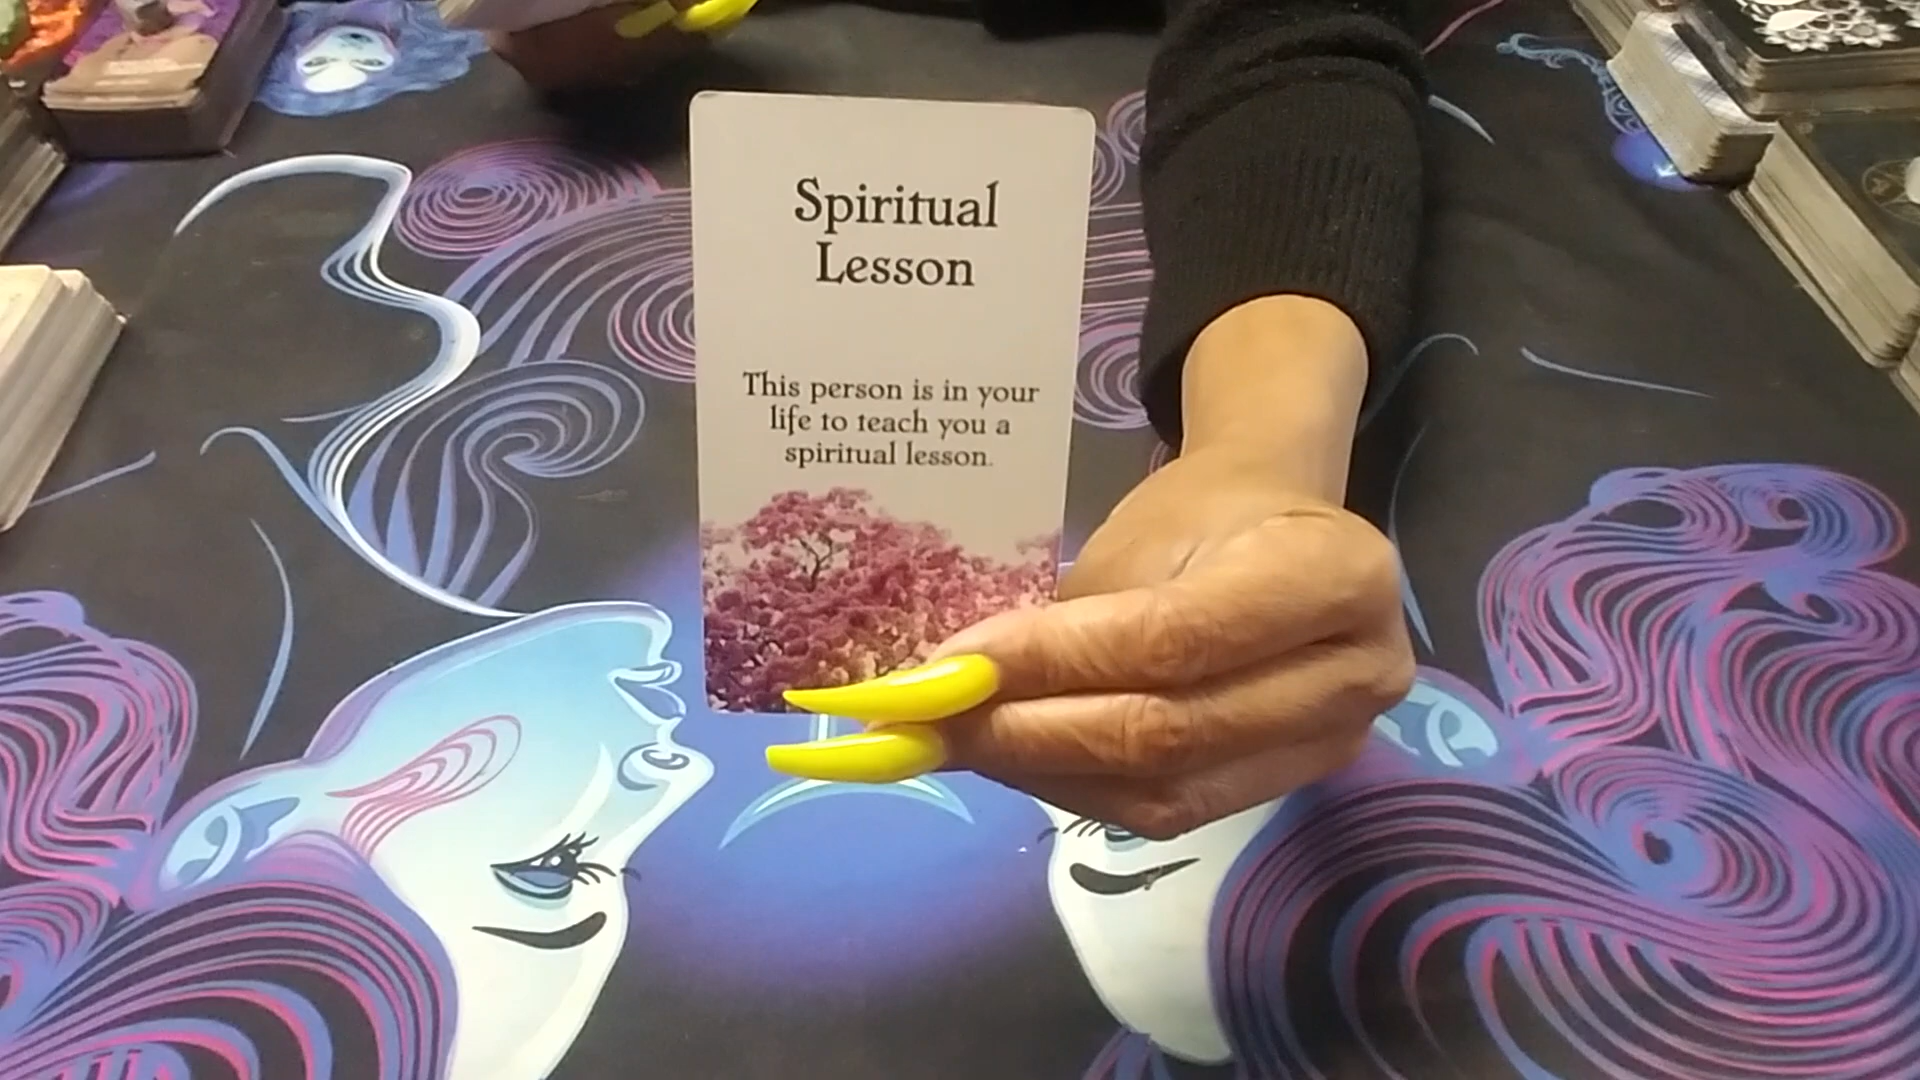 Spiritual
Lesson
This person is in your
life to teach you a
spiritual lesson.